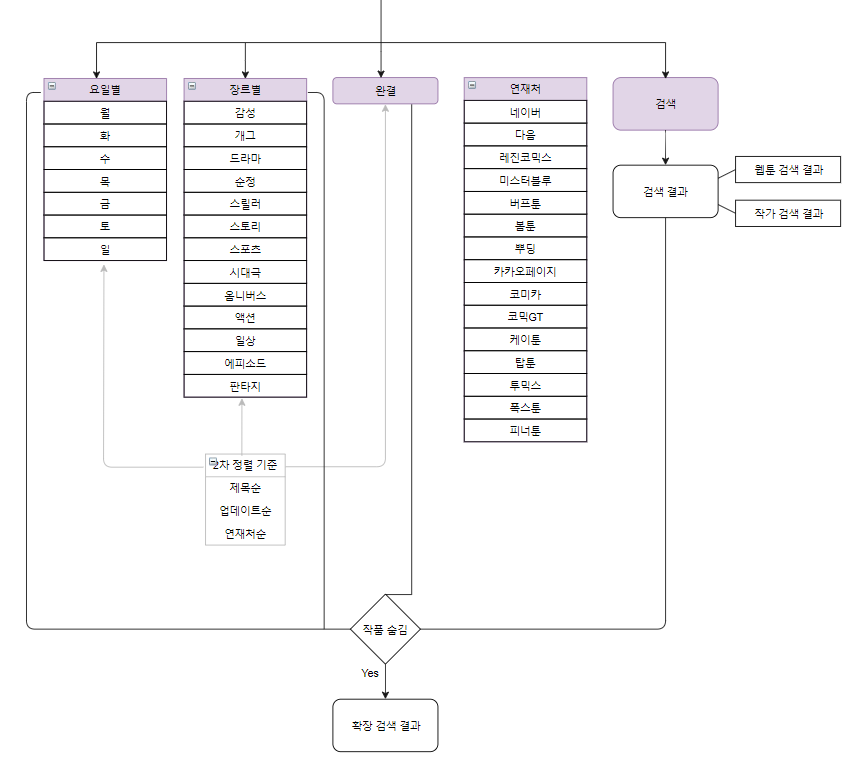 요일별
월
화
수
목
금
토
일
장르별
감성
개그
드라마
순정
스릴러
스토리
스포츠
시대극
옴니버스
액션
일상
에피소드
판타지
완결
연재처
네이버
다음
레진코믹스
미스터블루
버프툰
봄툰
뿌딩
카카오페이지
코미카
코믹GT
케이툰
탑툰
투믹스
폭스툰
피너툰
검색
검색 결과
웹툰 검색 결과
작가 검색 결과
2차 정렬 기준
제목순
업데이트순
연재처순
작품 숨김
Yes
확장 검색 결과